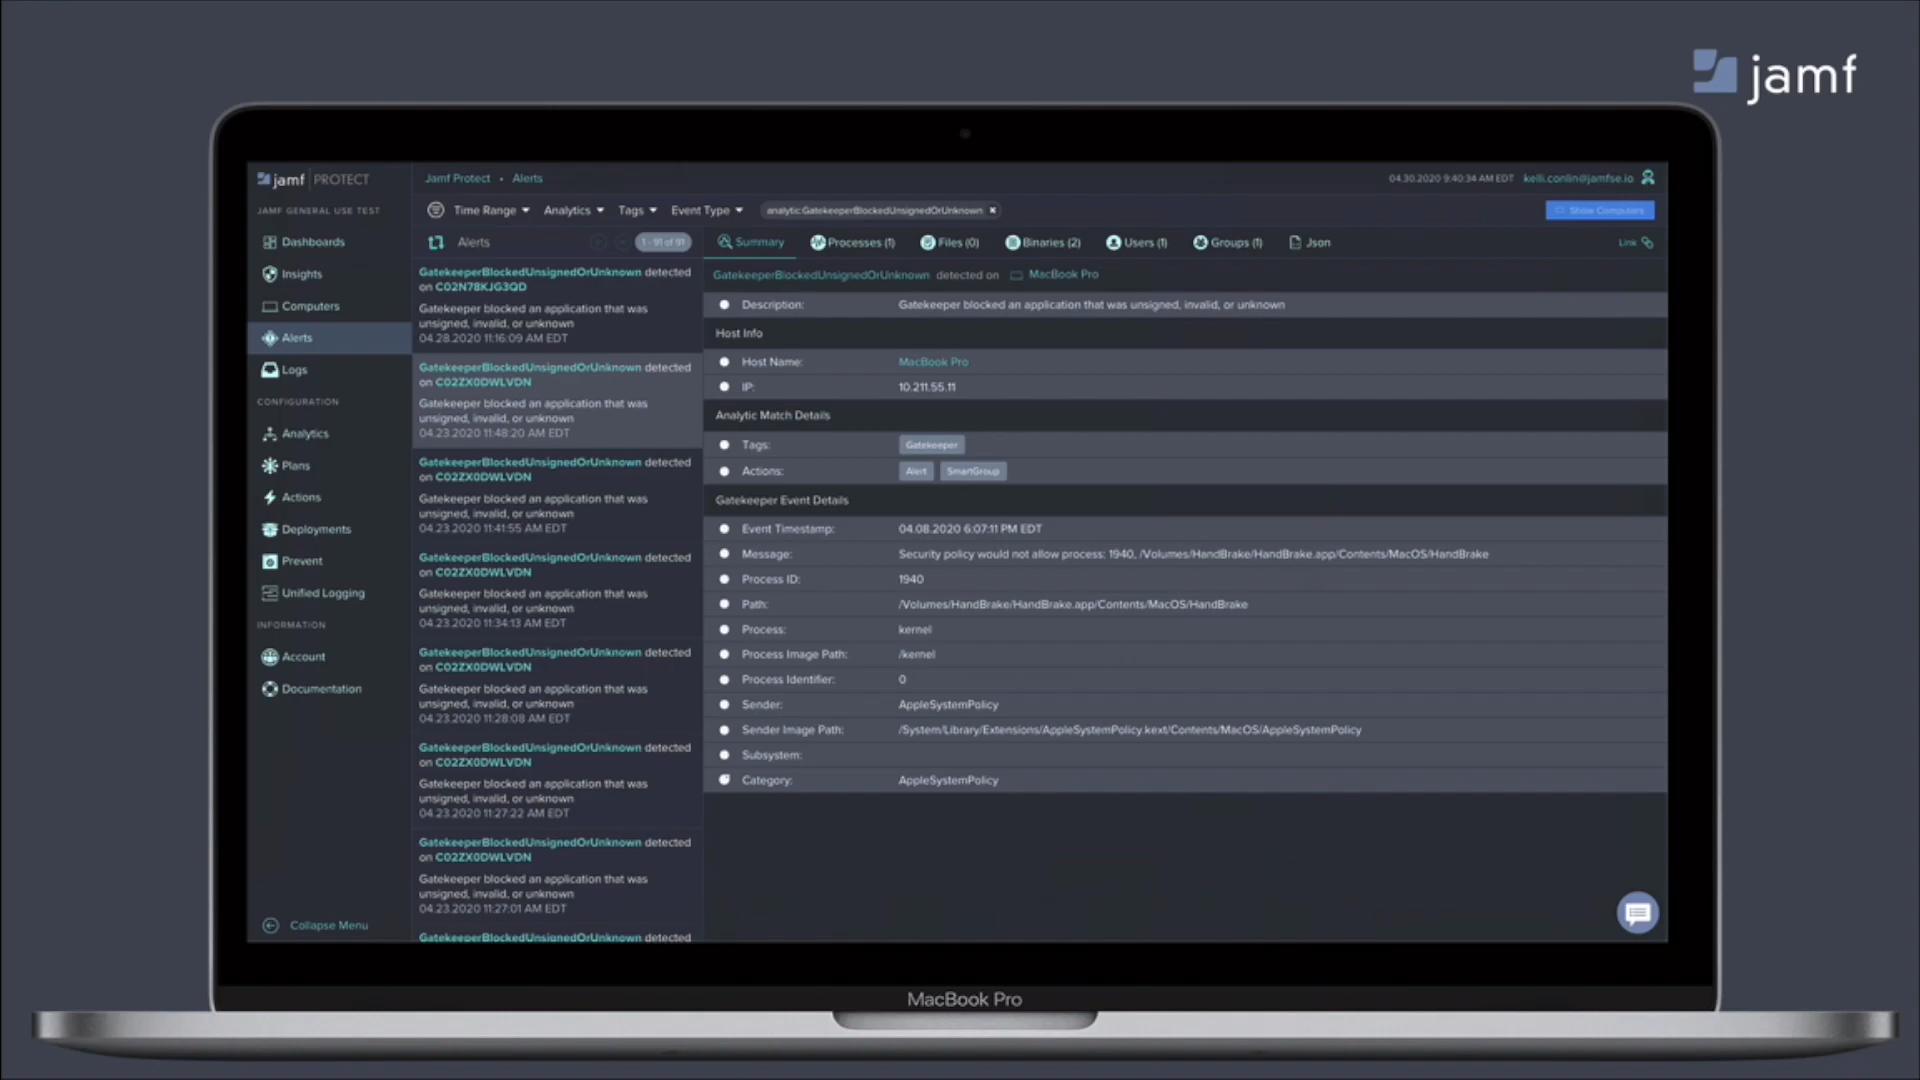 jamf
jamf | PROTECT
JAMF GENERAL USE TEST
Dashboards
Insights
Computers
Alerts
Logs
CONFIGURATION
Analytics
Plans
Actions
Deployments
Prevent
Unified Logging
INFORMATION
Account
Documentation
Collapse Menu
Jamf Protect • Alerts
04.30.2020 9:40:34 AM EDT kelli.conlin@jamfse.io
Time Range Analytics Tags Event Type analytic:GatekeeperBlockedUnsignedOrUnknown ×
Show Computers
Alerts 1 - 91 of 91
GatekeeperBlockedUnsignedOrUnknown detected
on C02N78KJG3QD
Gatekeeper blocked an application that was
unsigned, invalid, or unknown
04.28.2020 11:16:09 AM EDT
GatekeeperBlockedUnsignedOrUnknown detected
on C02ZX0DWLVDN
Gatekeeper blocked an application that was
unsigned, invalid, or unknown
04.23.2020 11:48:20 AM EDT
GatekeeperBlockedUnsignedOrUnknown detected
on C02ZX0DWLVDN
Gatekeeper blocked an application that was
unsigned, invalid, or unknown
04.23.2020 11:41:55 AM EDT
GatekeeperBlockedUnsignedOrUnknown detected
on C02ZX0DWLVDN
Gatekeeper blocked an application that was
unsigned, invalid, or unknown
04.23.2020 11:34:13 AM EDT
GatekeeperBlockedUnsignedOrUnknown detected
on C02ZX0DWLVDN
Gatekeeper blocked an application that was
unsigned, invalid, or unknown
04.23.2020 11:28:08 AM EDT
GatekeeperBlockedUnsignedOrUnknown detected
on C02ZX0DWLVDN
Gatekeeper blocked an application that was
unsigned, invalid, or unknown
04.23.2020 11:27:22 AM EDT
GatekeeperBlockedUnsignedOrUnknown detected
on C02ZX0DWLVDN
Gatekeeper blocked an application that was
unsigned, invalid, or unknown
04.23.2020 11:27:01 AM EDT
GatekeeperBlockedUnsignedOrUnknown detected
Summary Processes (1) Files (0) Binaries (2) Users (1) Groups (1) Json Link
GatekeeperBlockedUnsignedOrUnknown detected on MacBook Pro
Description: Gatekeeper blocked an application that was unsigned, invalid, or unknown
Host Info
Host Name: MacBook Pro
IP: 10.211.55.11
Analytic Match Details
Tags: Gatekeeper
Actions: Alert SmartGroup
Gatekeeper Event Details
Event Timestamp: 04.08.2020 6:07:11 PM EDT
Message: Security policy would not allow process: 1940, /Volumes/HandBrake/HandBrake.app/Contents/MacOS/HandBrake
Process ID: 1940
Path: /Volumes/HandBrake/HandBrake.app/Contents/MacOS/HandBrake
Process: kernel
Process Image Path: /kernel
Process Identifier: 0
Sender: AppleSystemPolicy
Sender Image Path: /System/Library/Extensions/AppleSystemPolicy.kext/Contents/MacOS/AppleSystemPolicy
Subsystem:
Category: AppleSystemPolicy
MacBook Pro